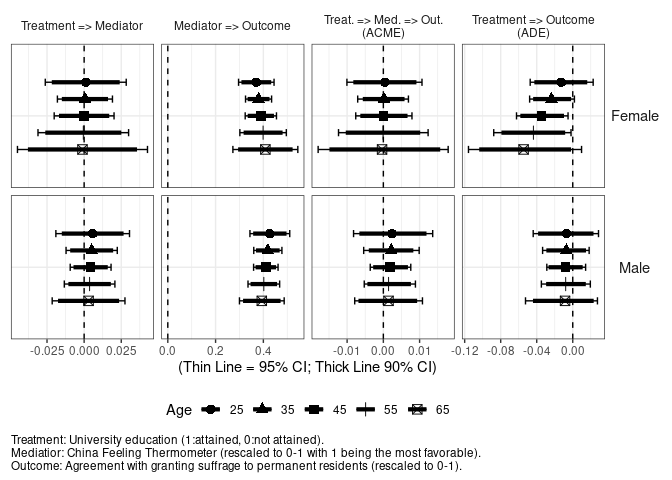 Treatment => Mediator
Mediator => Outcome
Treat. => Med. => Out.
(ACME)
Treatment => Outcome
(ADE)
Female
Male
-0.025 0.000 0.025
0.0 0.2 0.4
-0.01 0.00 0.01
-0.12 -0.08 -0.04 0.00
(Thin Line = 95% CI; Thick Line 90% CI)
Age 25 35 45 55 65
Treatment: University education (1:attained, 0:not attained).
Mediatior: China Feeling Thermometer (rescaled to 0-1 with 1 being the most favorable).
Outcome: Agreement with granting suffrage to permanent residents (rescaled to 0-1).